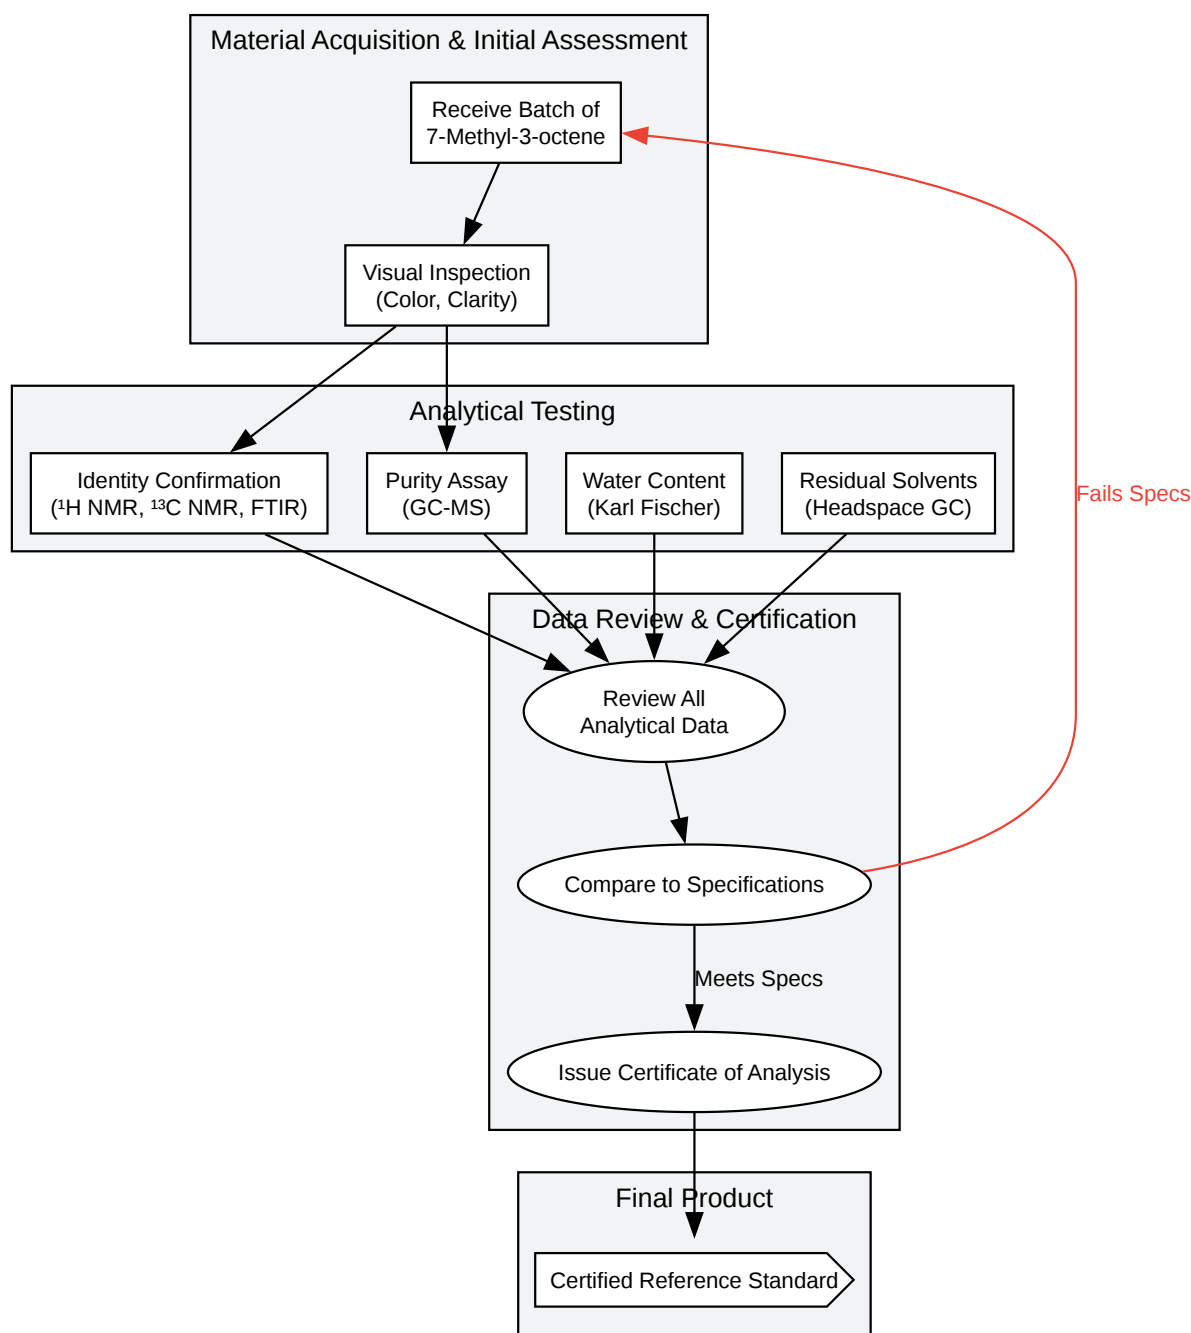 Material Acquisition & Initial Assessment
Receive Batch of
7-Methyl-3-octene
Visual Inspection
(Color, Clarity)
Analytical Testing
Identity Confirmation
(¹H NMR, ¹³C NMR, FTIR)
Purity Assay
(GC-MS)
Water Content
(Karl Fischer)
Residual Solvents
(Headspace GC)
Fails Specs
Data Review & Certification
Review All
Analytical Data
Compare to Specifications
Meets Specs
Issue Certificate of Analysis
Final Product
Certified Reference Standard